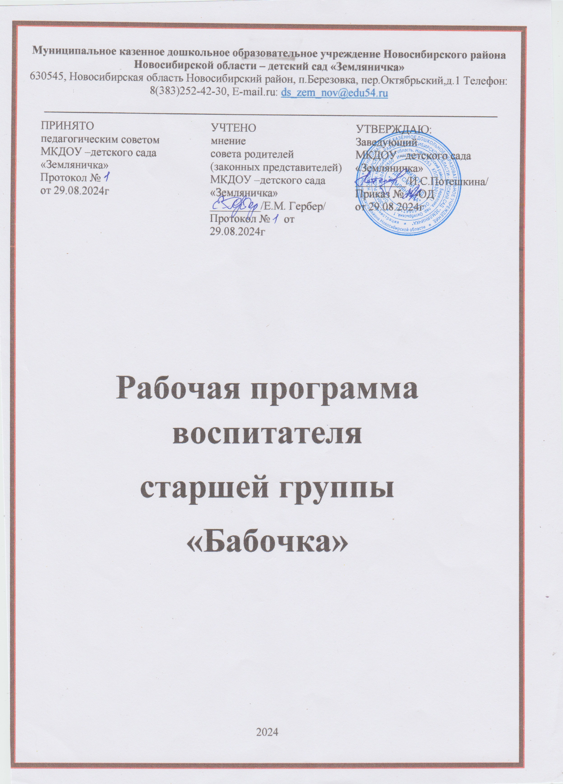 Муниципальное казенное дошкольное образовательное учреждение Новосибирского района
Новосибирской области – детский сад «Земляничка»
630545, Новосибирская область Новосибирский район, п.Березовка, пер.Октябрьский,д.1 Телефон:
8(383)252-42-30, E-mail.ru: ds_zem_nov@edu54.ru
ПРИНЯТО
педагогическим советом
МКДОУ –детского сада
«Земляничка»
Протокол № 1
от 29.08.2024г
УЧТЕНО
мнение
совета родителей
(законных представителей)
МКДОУ –детского сада
«Земляничка»
/Е.М. Гербер/
Протокол № 1 от
29.08.2024г
УТВЕРЖДАЮ:
Заведующий
МКДОУ –детского сада
«Земляничка»
/И.С.Потешкина/
Приказ № ОД
от 29.08.2024г
Рабочая программа
воспитателя
старшей группы
«Бабочка»
2024